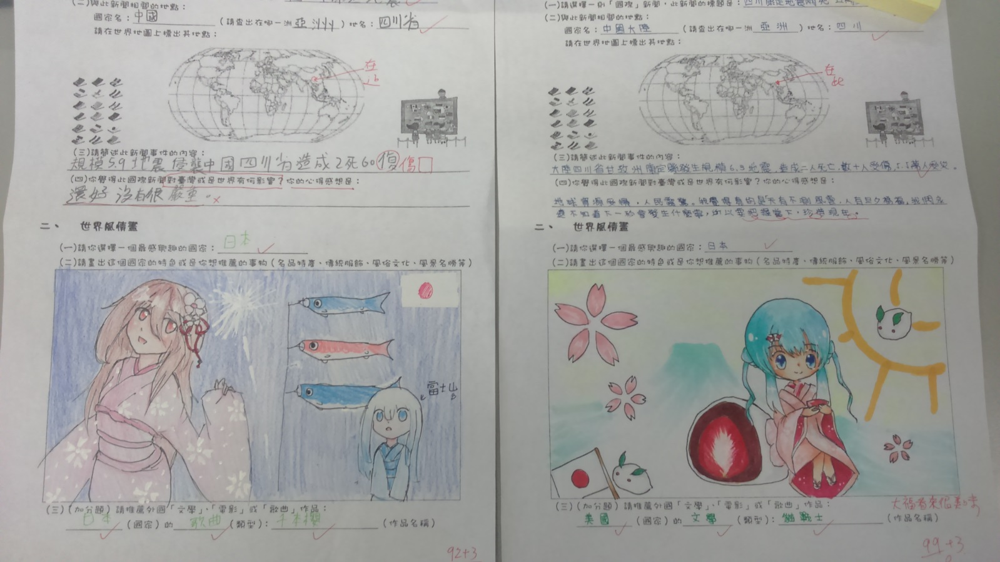 (二)與此新聞相關的地點：
國家名：中國 （請查出在哪一洲 亞洲）地名：四川省
請在世界地圖上標出其地點：
在
此
(三)請簡述此新聞事件的內容：
規模5.9地震侵襲中國四川省造成2死60復傷
(四)你覺得此國際新聞對臺灣或是世界有何影響？你的心得感想是：
還好沒有很嚴重。
二、 世界風情畫
(一)請你選擇一個最感興趣的國家：日本
(二)請畫出這個國家的特色或是你想推薦的事物（名品特產、傳統服飾、風俗文化、風景名勝等）
富士山
(三)（加分題）請推薦外國「文學」、「電影」或「歌曲」作品：
日本（國家）的 歌曲（類型）：千本櫻（作品名稱）
92+3
(一)請選擇一則「國際」新聞，此新聞的標題是：四川康定地震
(二)與此新聞相關的地點：
國家名：中國大陸 （請查出在哪一洲 亞洲）地名：四川
請在世界地圖上標出其地點：
在
此
(三)請簡述此新聞事件的內容：
大陸四川省甘孜州康定縣發生規模6.3地震，造成二人死亡，數十人受傷，萬人受災。
(四)你覺得此國際新聞對臺灣或是世界有何影響？你的心得感想是：
地球資源受損，人民震驚。我覺得真的是天有不測風雲，人有旦夕禍福，我們永
遠不知道下一秒會發生什麼事，所以要把握當下，珍惜現在。
二、 世界風情畫
(一)請你選擇一個最感興趣的國家：日本
(二)請畫出這個國家的特色或是你想推薦的事物（名品特產、傳統服飾、風俗文化、風景名勝等）
(三)（加分題）請推薦外國「文學」、「電影」或「歌曲」作品：
大福看來很美味
美國（國家）的 文學（類型）：貓戰士（作品名稱）
99+3